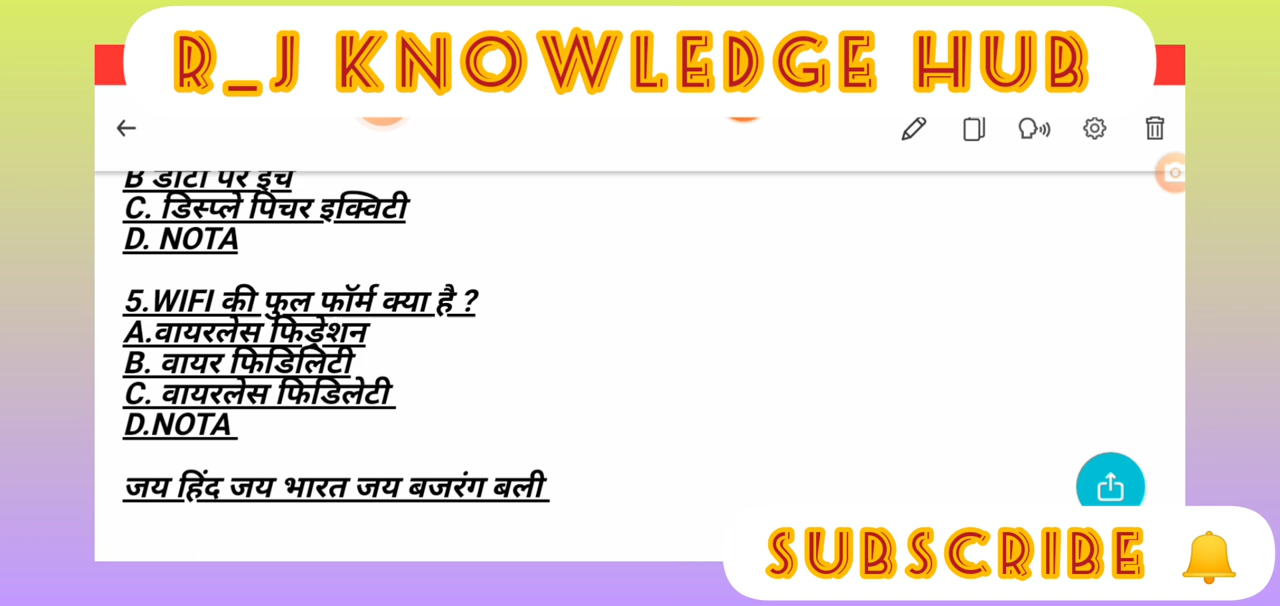 R_J KNOWLEDGE HUB
B डाटा पर इंच
C. डिस्प्ले पिचर इक्विटी
D. NOTA
5.WIFI की फुल फॉर्म क्या है ?
A.वायरलेस फिड्रेशन
B. वायर फिडिलिटी
C. वायरलेस फिडिलेटी
D.NOTA
जय हिंद जय भारत जय बजरंग बली
SUBSCRIBE